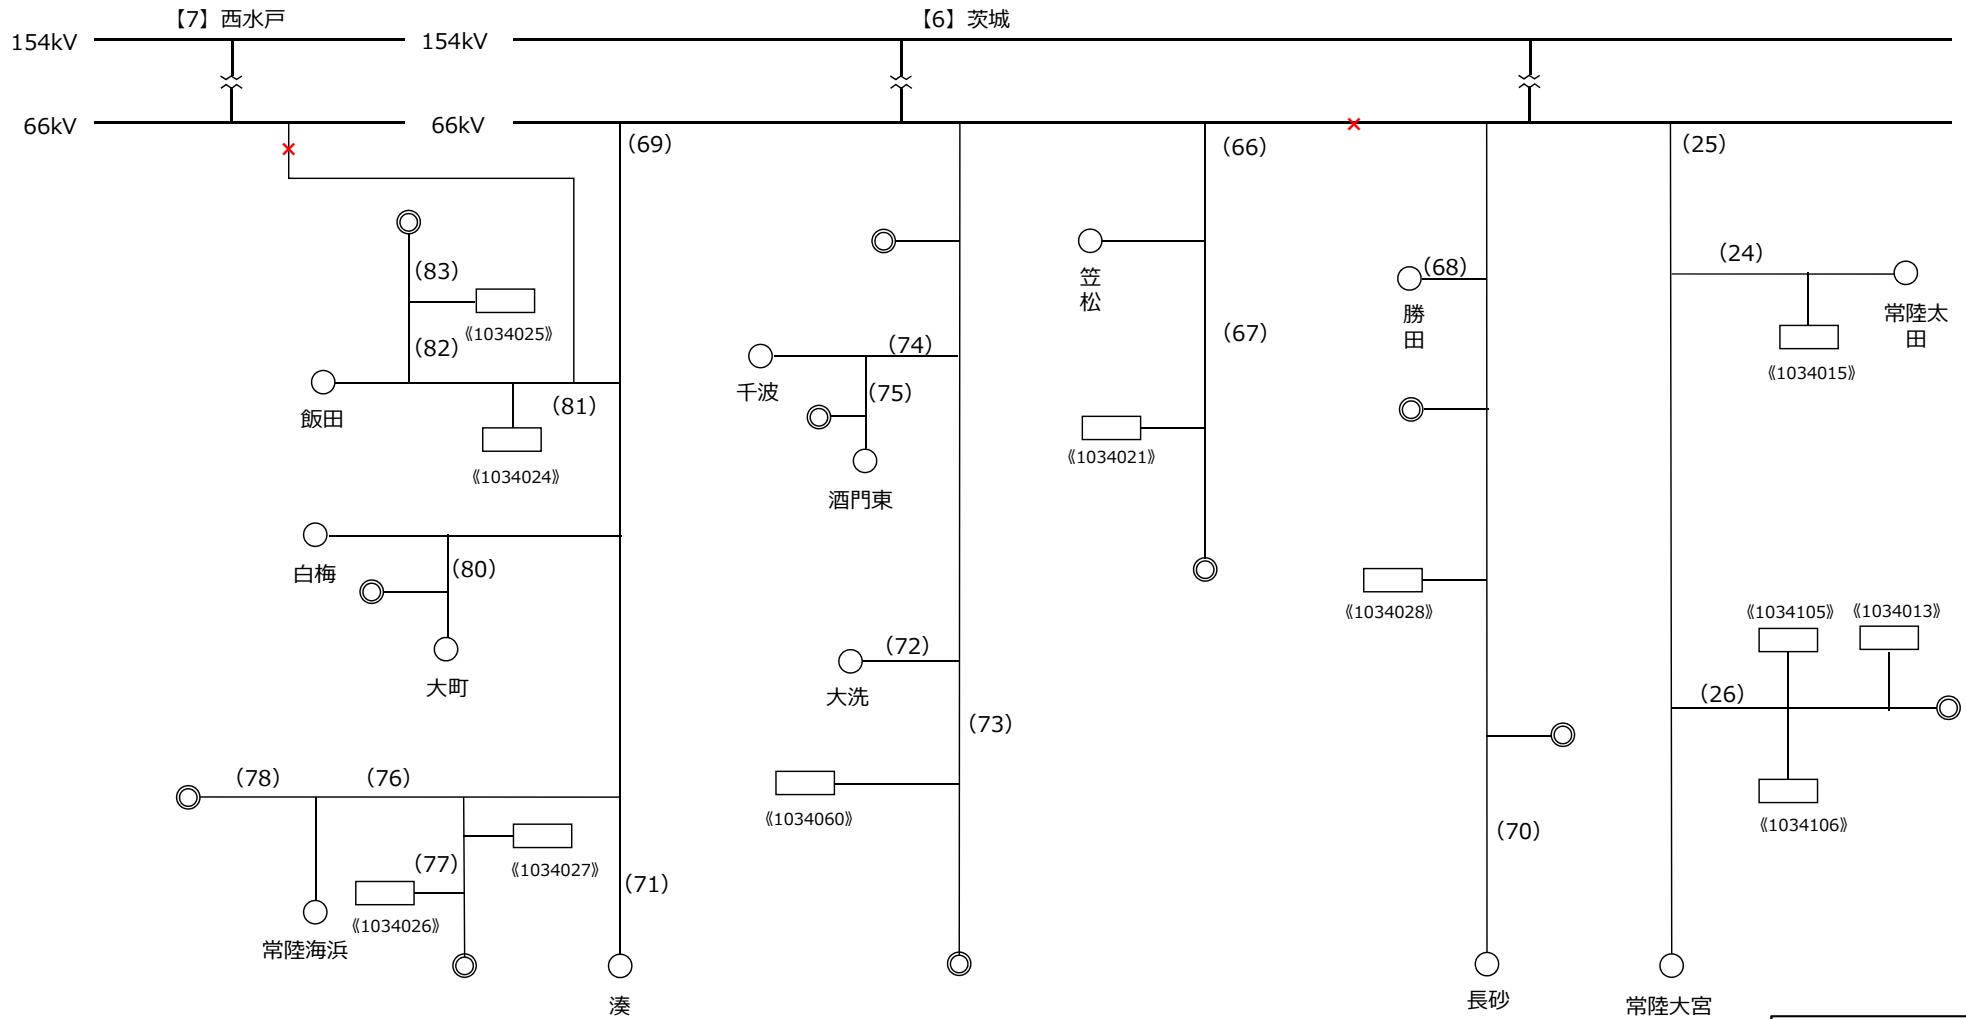 【7】西水戸
【6】茨城
154kV
154kV
66kV
66kV
（69）
（66）
（25）
（83）
《1034025》
（82）
飯田
（81）
《1034024》
白梅
（80）
大町
（78）
（76）
（77）
《1034027》
《1034026》
常陸海浜
（71）
湊
（74）
千波
（75）
酒門東
（72）
大洗
（73）
《1034060》
笠
松
（67）
《1034021》
（68）
勝
田
《1034028》
（70）
長砂
（24）
常陸太
田
《1034015》
《1034105》
《1034013》
（26）
《1034106》
常陸大宮